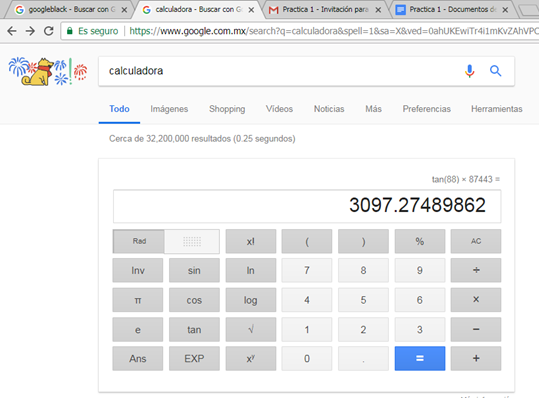 googleblack - Buscar con G
calculadora - Buscar con Go
Practica 1 - Invitación para
Practica 1 - Documentos d
Es seguro | https://www.google.com.mx/search?q=calculadora&spell=1&sa=X&ved=0ahUKEwiTr4i1mKvZAhVPC
calculadora
Todo Imágenes Shopping Vídeos Noticias Más Preferencias Herramientas
Cerca de 32,200,000 resultados (0.25 segundos)
tan(88) × 87443 =
3097.27489862
Rad x! ( ) % AC
Inv sin ln 7 8 9 ÷
π cos log 4 5 6 ×
e tan √ 1 2 3 −
Ans EXP xʸ 0 . = +